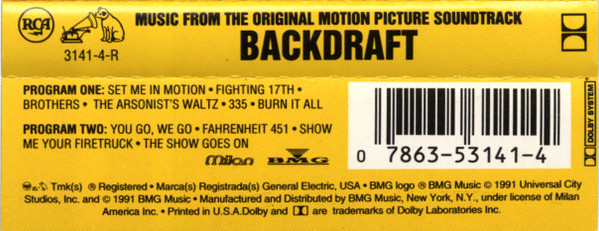 RCA
3141-4-R
MUSIC FROM THE ORIGINAL MOTION PICTURE SOUNDTRACK
BACKDRAFT
PROGRAM ONE: SET ME IN MOTION • FIGHTING 17TH •
BROTHERS • THE ARSONIST'S WALTZ • 335 • BURN IT ALL
PROGRAM TWO: YOU GO, WE GO • FAHRENHEIT 451 • SHOW
ME YOUR FIRETRUCK • THE SHOW GOES ON
Milan BMG
0 7863-53141-4
DOLBY SYSTEM®
Tmk(s) ® Registered • Marca(s) Registrada(s) General Electric, USA • BMG logo ® BMG Music © 1991 Universal City
Studios, Inc. and © 1991 BMG Music • Manufactured and Distributed by BMG Music, New York, N.Y., under license of Milan
America Inc. • Printed in U.S.A. Dolby and are trademarks of Dolby Laboratories Inc.